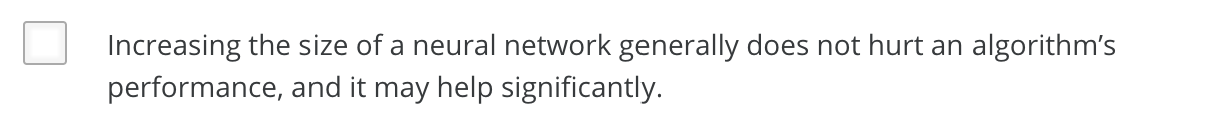 Increasing the size of a neural network generally does not hurt an algorithm’s
performance, and it may help significantly.